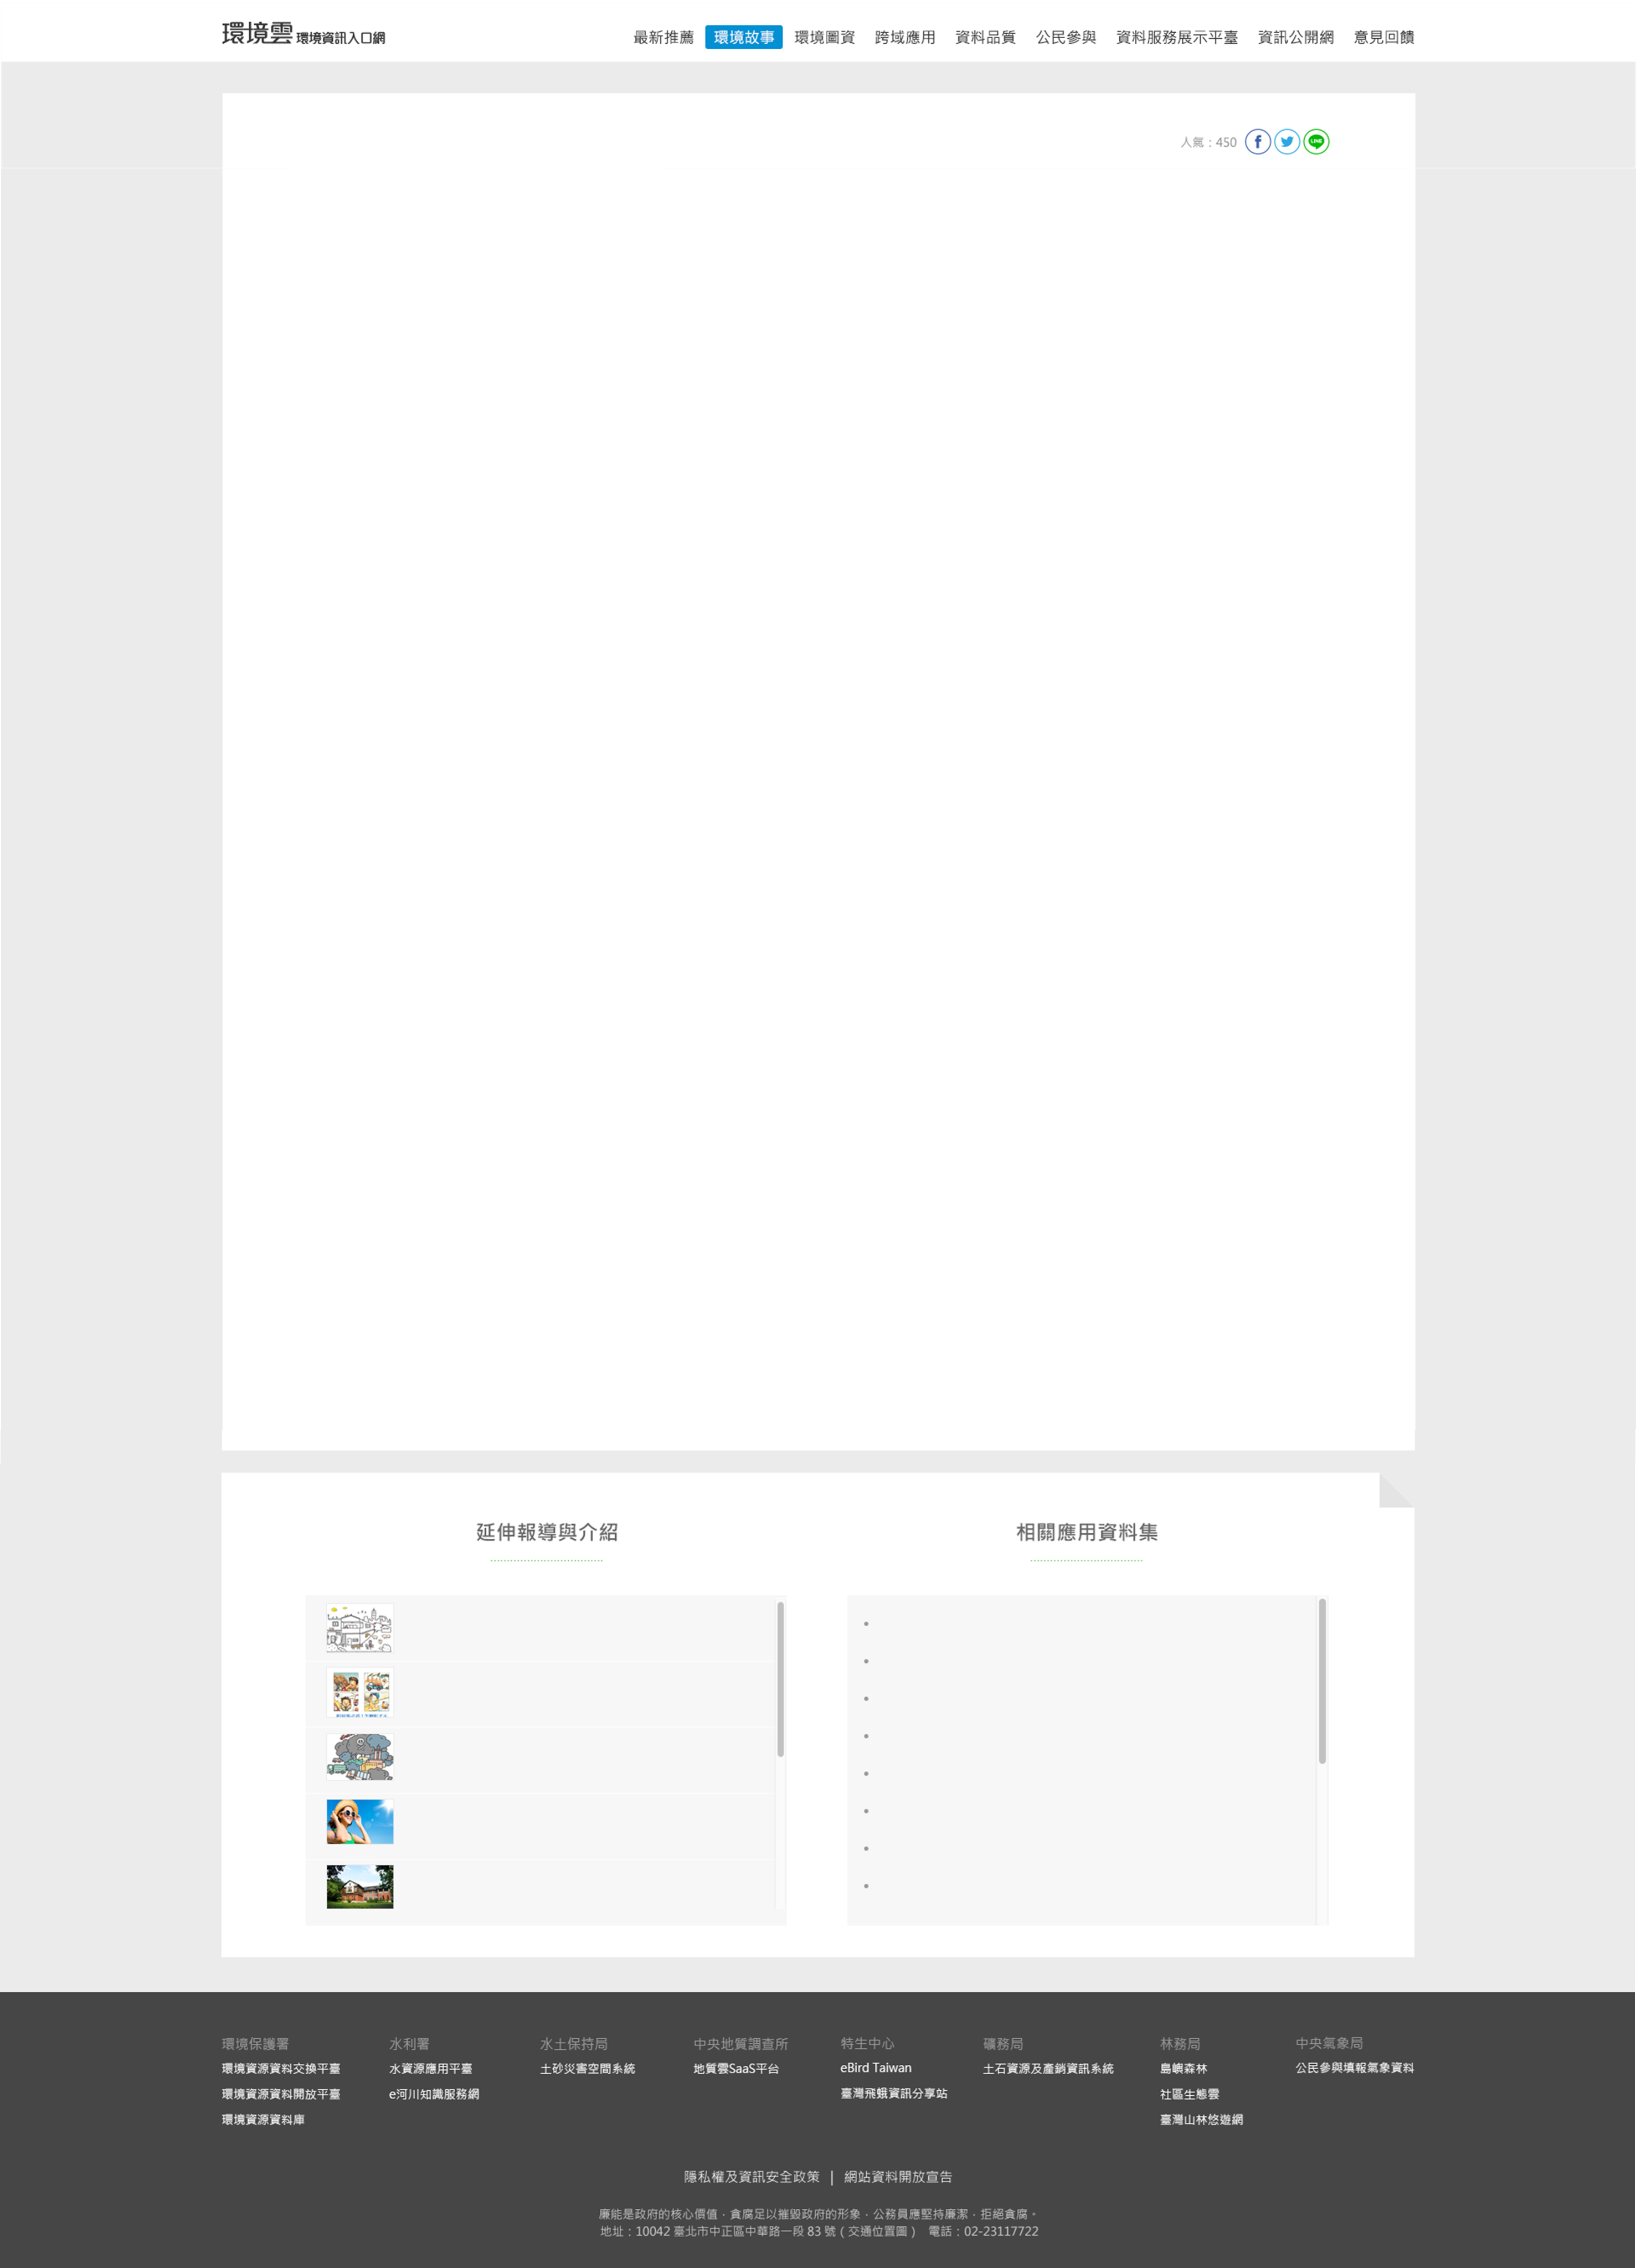 環境雲 環境資訊入口網
最新推薦 環境故事 環境圖資 跨域應用 資料品質 公民參與 資料服務展示平臺 資訊公開網 意見回饋
人氣：450
延伸報導與介紹
相關應用資料集
環境保護署 水利署 水土保持局 中央地質調查所 特生中心 礦務局 林務局 中央氣象局
環境資源資料交換平臺 水資源應用平臺 土砂災害空間系統 地質雲SaaS平台 eBird Taiwan 土石資源及產銷資訊系統 島嶼森林 公民參與填報氣象資料
環境資源資料開放平臺 e河川知識服務網 臺灣飛蛾資訊分享站 社區生態雲
環境資源資料庫 臺灣山林悠遊網
隱私權及資訊安全政策 | 網站資料開放宣告
廉能是政府的核心價值，貪腐足以摧毀政府的形象，公務員應堅持廉潔，拒絕貪腐。
地址：10042 臺北市中正區中華路一段 83 號（交通位置圖） 電話：02-23117722